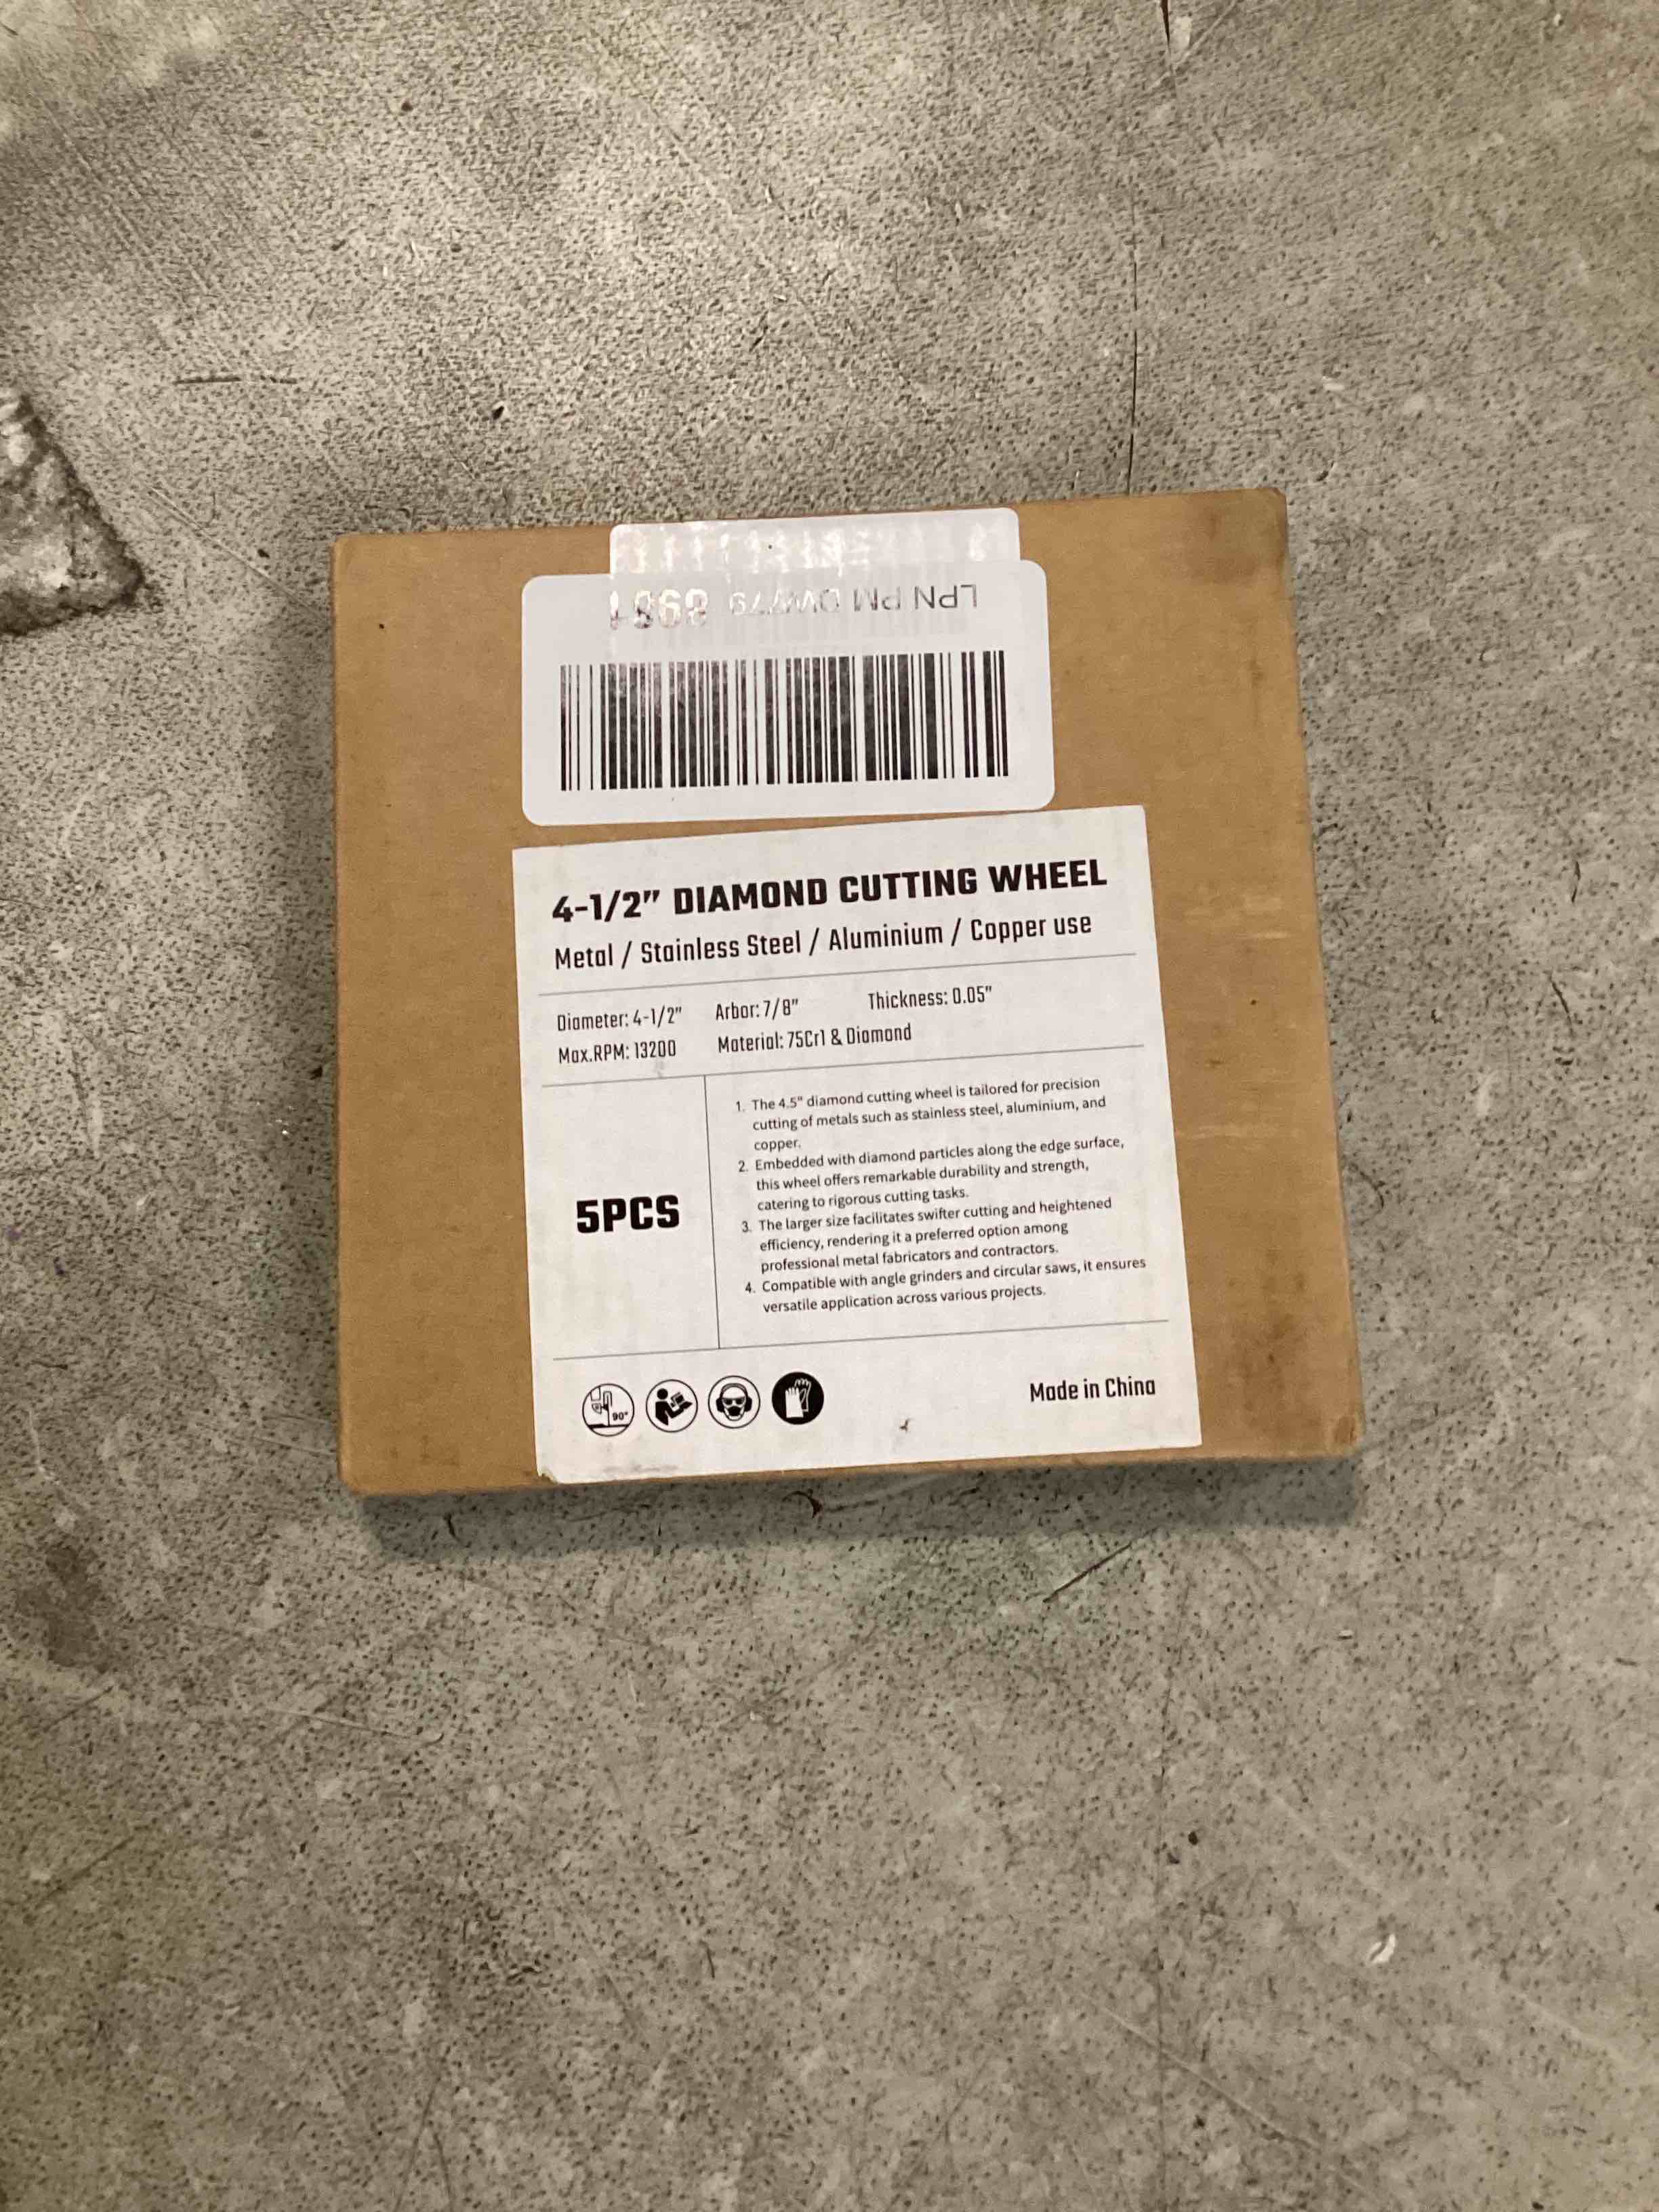 LPN PM 8981
4-1/2" DIAMOND CUTTING WHEEL
Metal / Stainless Steel / Aluminium / Copper use
Diameter: 4-1/2" Arbor: 7/8" Thickness: 0.05"
Max.RPM: 13200 Material: 75Cr1 & Diamond
5PCS
1. The 4.5" diamond cutting wheel is tailored for precision
cutting of metals such as stainless steel, aluminium, and
copper.
2. Embedded with diamond particles along the edge surface,
this wheel offers remarkable durability and strength,
catering to rigorous cutting tasks.
3. The larger size facilitates swifter cutting and heightened
efficiency, rendering it a preferred option among
professional metal fabricators and contractors.
4. Compatible with angle grinders and circular saws, it ensures
versatile application across various projects.
90°
Made in China